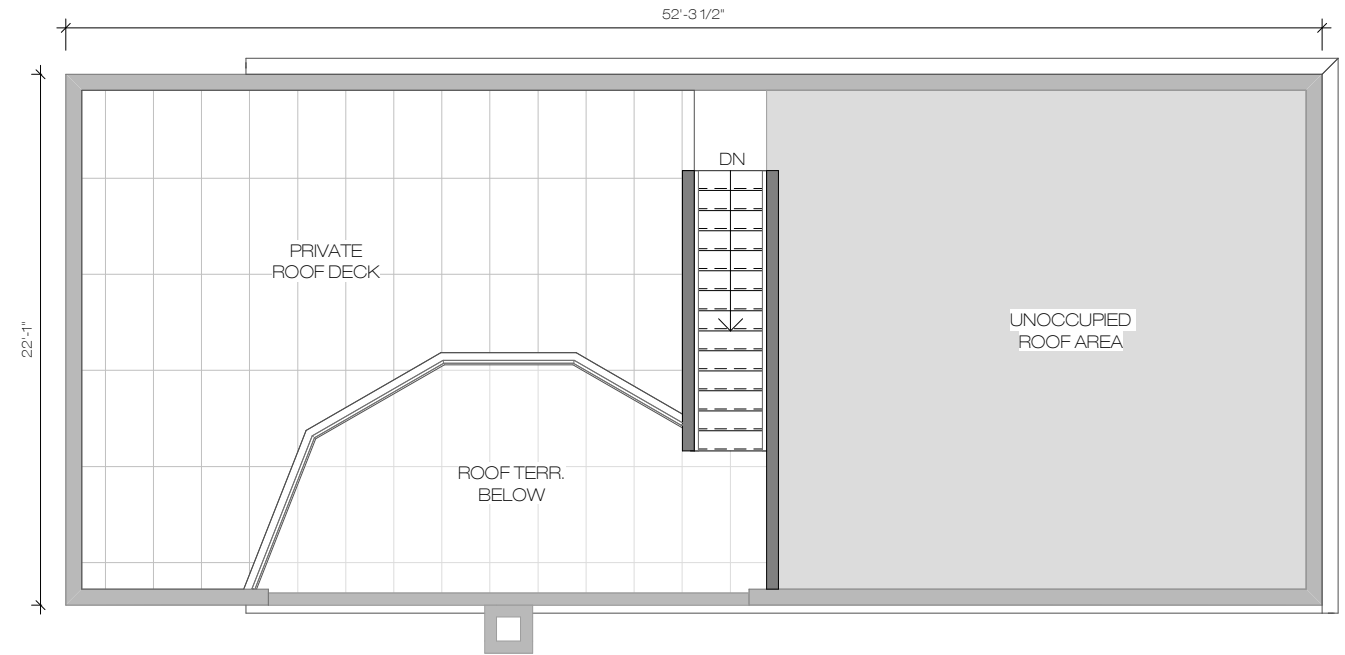 52'-3 1/2"
DN
PRIVATE
ROOF DECK
UNOCCUPIED
ROOF AREA
22'-1"
ROOF TERR.
BELOW